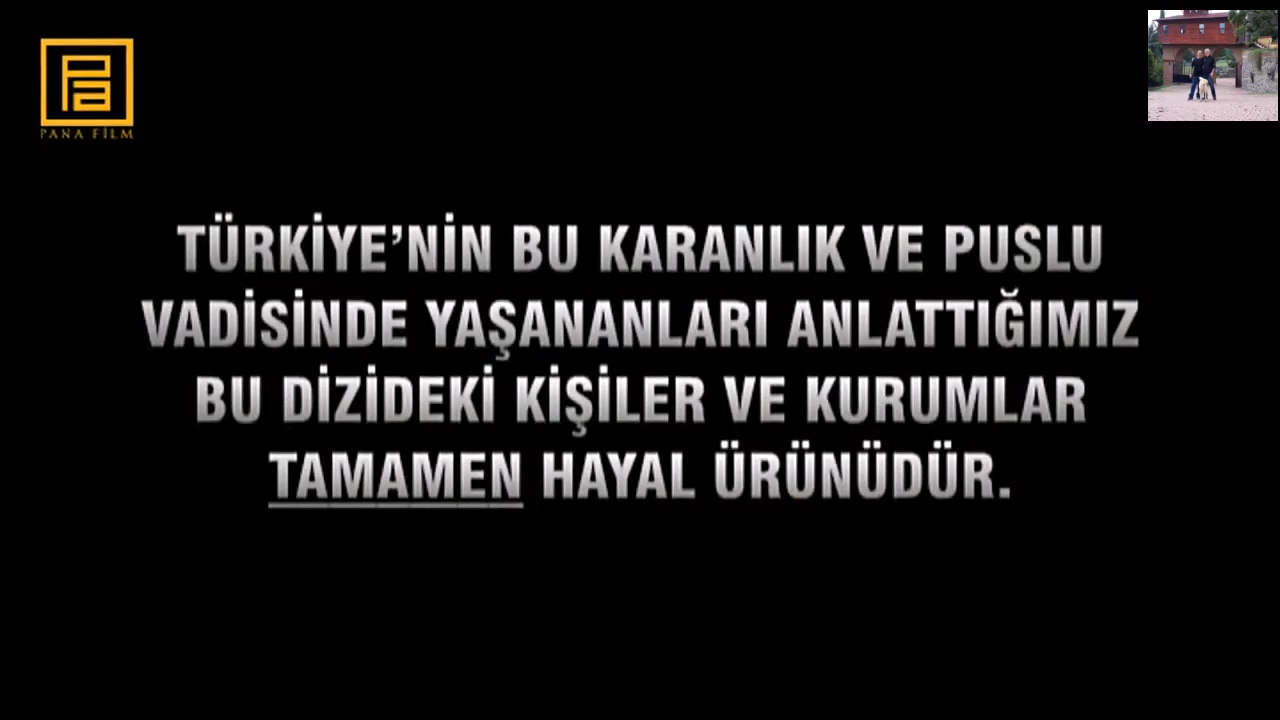 PANA FİLM
TÜRKİYE’NİN BU KARANLIK VE PUSLU
VADİSİNDE YAŞANANLARI ANLATTIĞIMIZ
BU DİZİDEKİ KİŞİLER VE KURUMLAR
TAMAMEN HAYAL ÜRÜNÜDÜR.